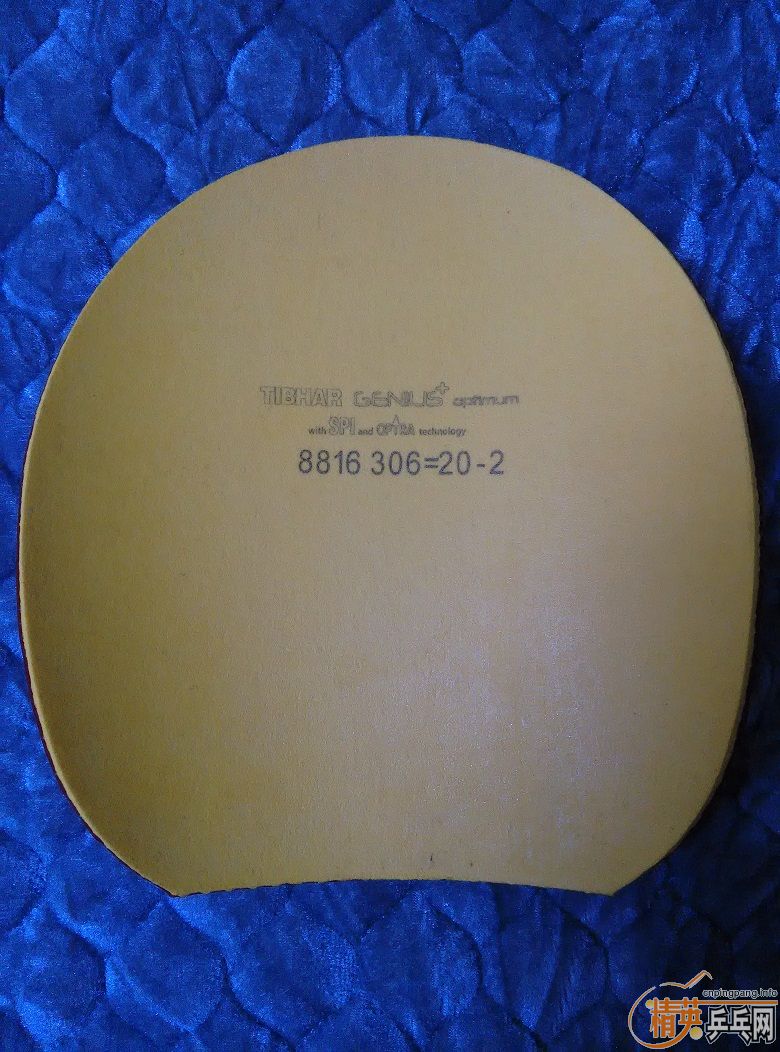 TIBHAR GENIUS+ optimum
with SPI and OPTRA technology
8816 306=20-2
cnpingpang.info
精英乒乓网